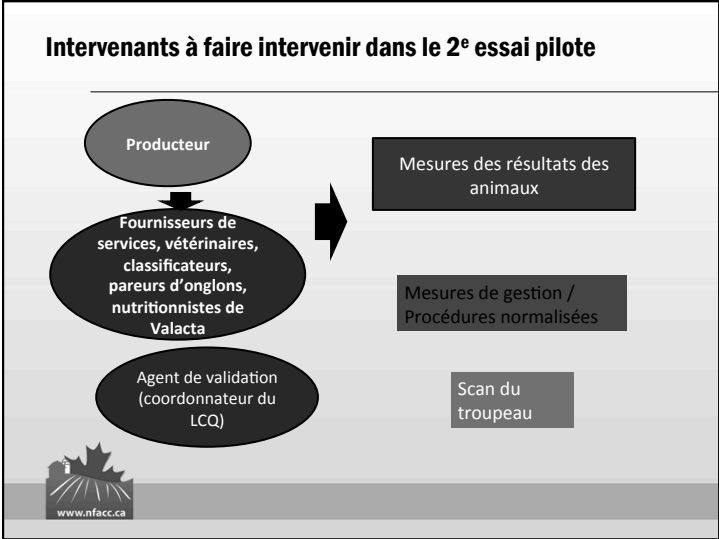 Intervenants à faire intervenir dans le 2e essai pilote
Producteur
Fournisseurs de
services, vétérinaires,
classificateurs,
pareurs d'onglons,
nutritionnistes de
Valacta
Agent de validation
(coordonnateur du
LCQ)
Mesures des résultats des
animaux
Mesures de gestion /
Procédures normalisées
Scan du
troupeau
www.nfacc.ca